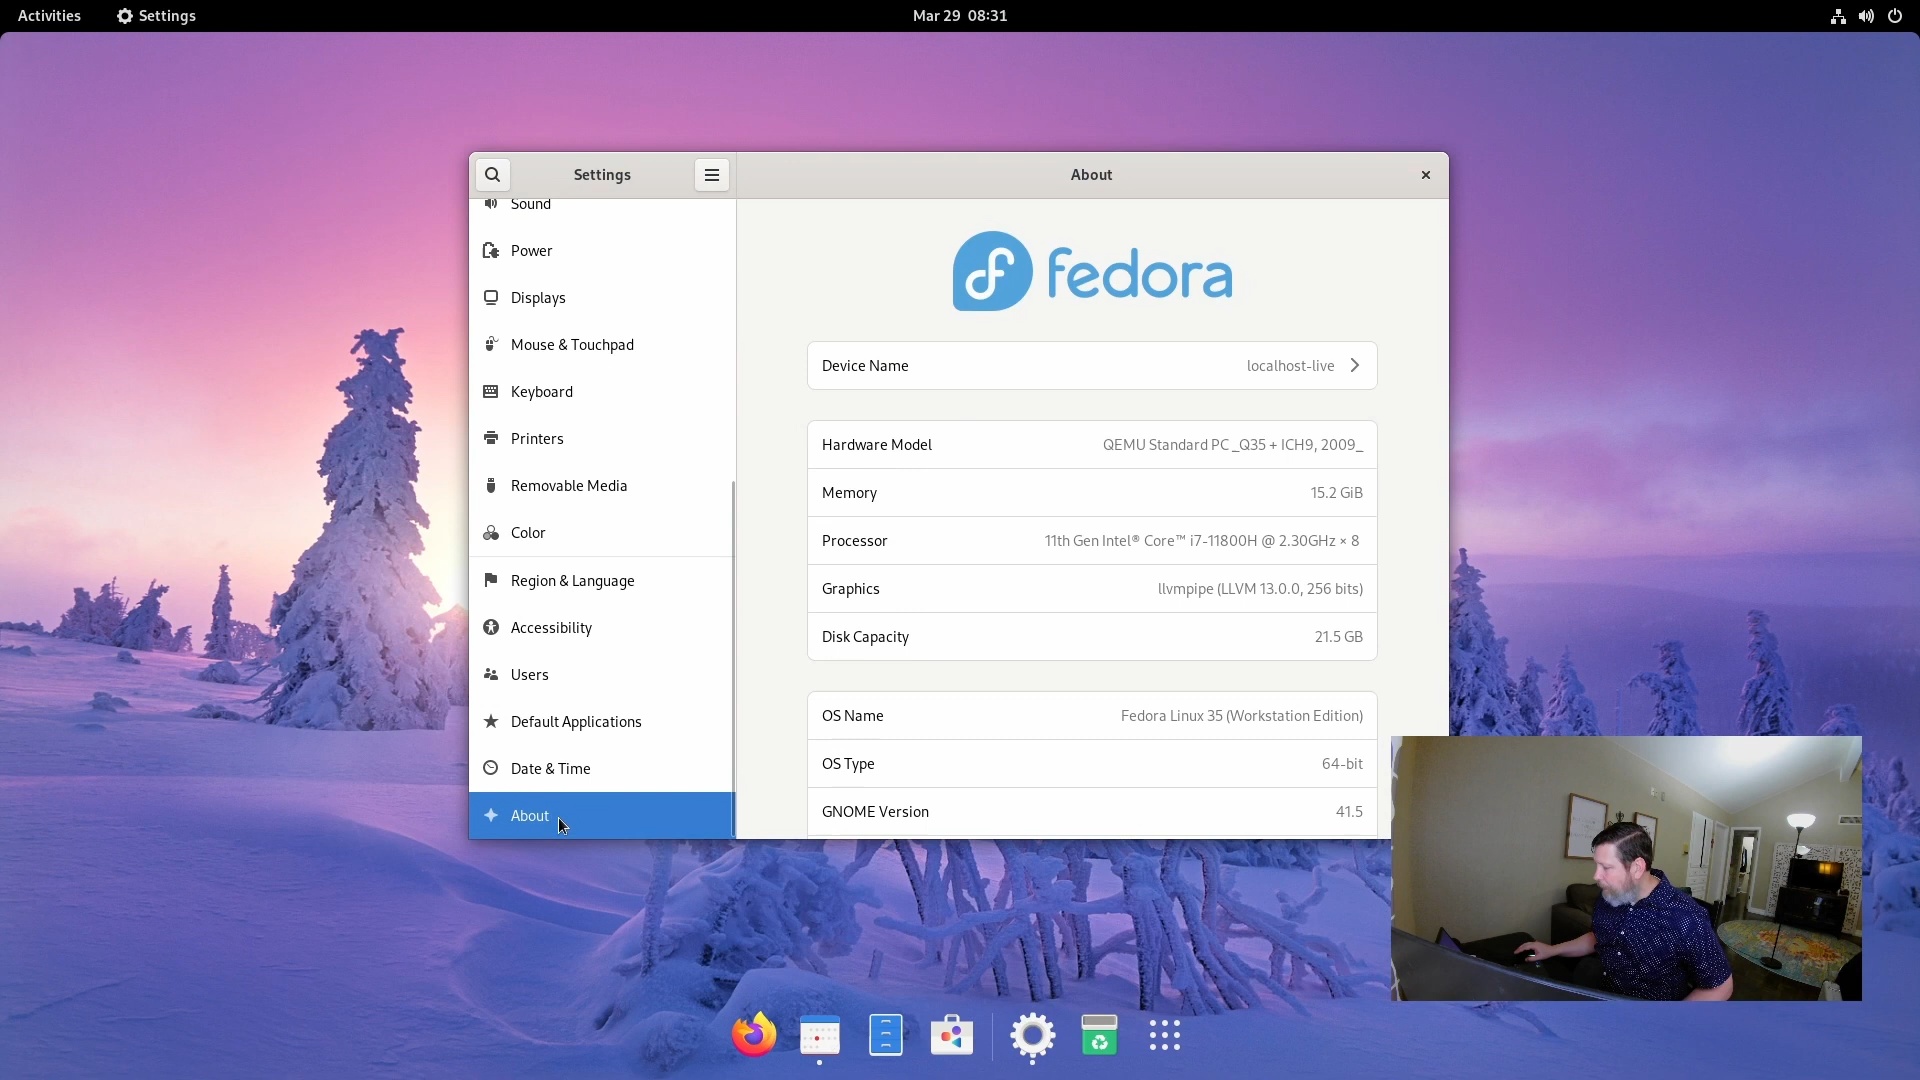 Activities
Settings
Mar 29 08:31
Settings
About
Sound
Power
Displays
Mouse & Touchpad
Keyboard
Printers
Removable Media
Color
Region & Language
Accessibility
Users
Default Applications
Date & Time
About
fedora
Device Name localhost-live
Hardware Model QEMU Standard PC _Q35 + ICH9, 2009_
Memory 15.2 GiB
Processor 11th Gen Intel® Core™ i7-11800H @ 2.30GHz × 8
Graphics llvmpipe (LLVM 13.0.0, 256 bits)
Disk Capacity 21.5 GB
OS Name Fedora Linux 35 (Workstation Edition)
OS Type 64-bit
GNOME Version 41.5